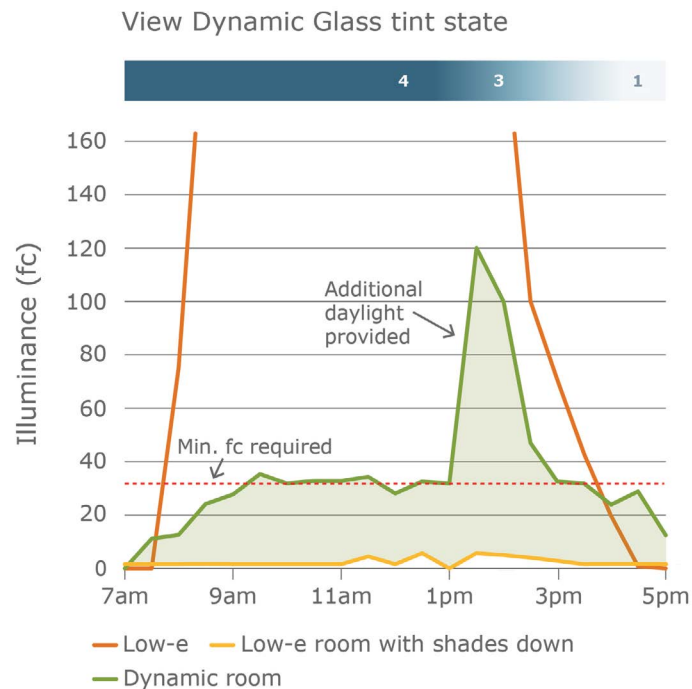 View Dynamic Glass tint state
4 3 1
Illuminance (fc)
160
140
120
100
80
60
40
20
0
Additional
daylight
provided
Min. fc required
7am 9am 11am 1pm 3pm 5pm
Low-e Low-e room with shades down
Dynamic room